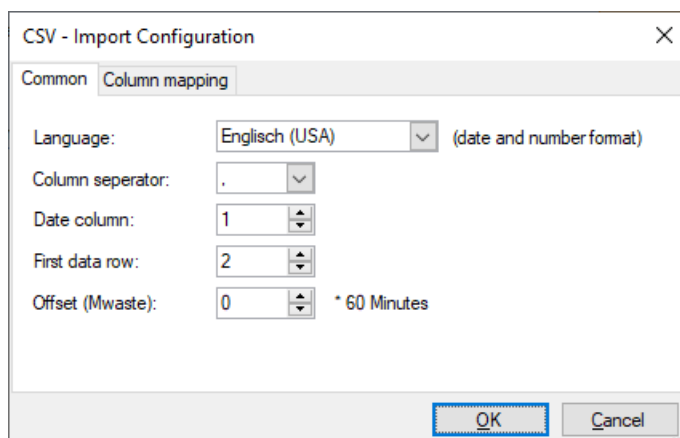 CSV - Import Configuration
Common Column mapping
Language: Englisch (USA) (date and number format)
Column seperator: ,
Date column: 1
First data row: 2
Offset (Mwaste): 0 * 60 Minutes
OK Cancel